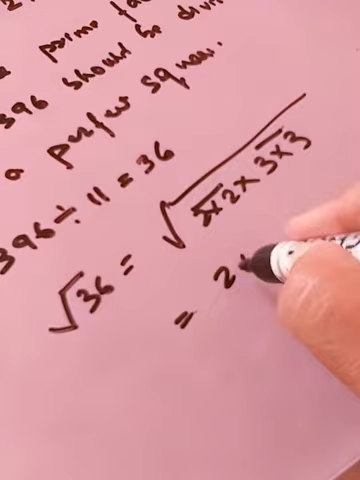 prime fa
396 should be divi
a perfect square.
396 ÷ 11 = 36
√36 = √2×2×3×3
= 2